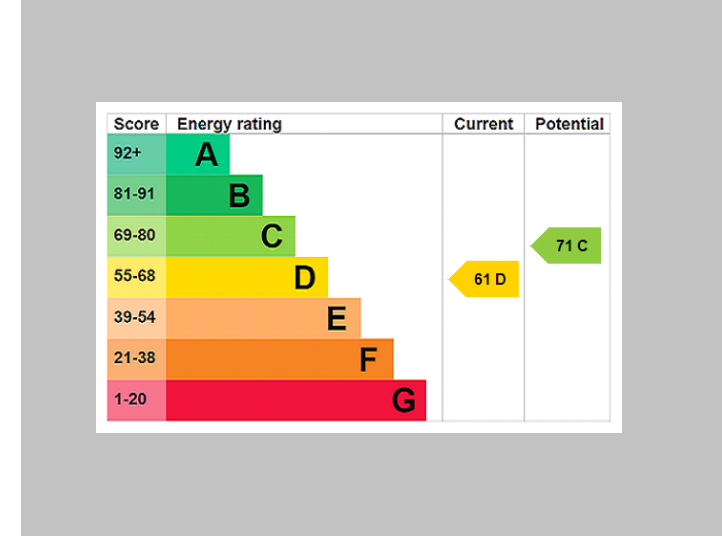 Score Energy rating Current Potential
92+ A
81-91 B
69-80 C 71 C
55-68 D 61 D
39-54 E
21-38 F
1-20 G